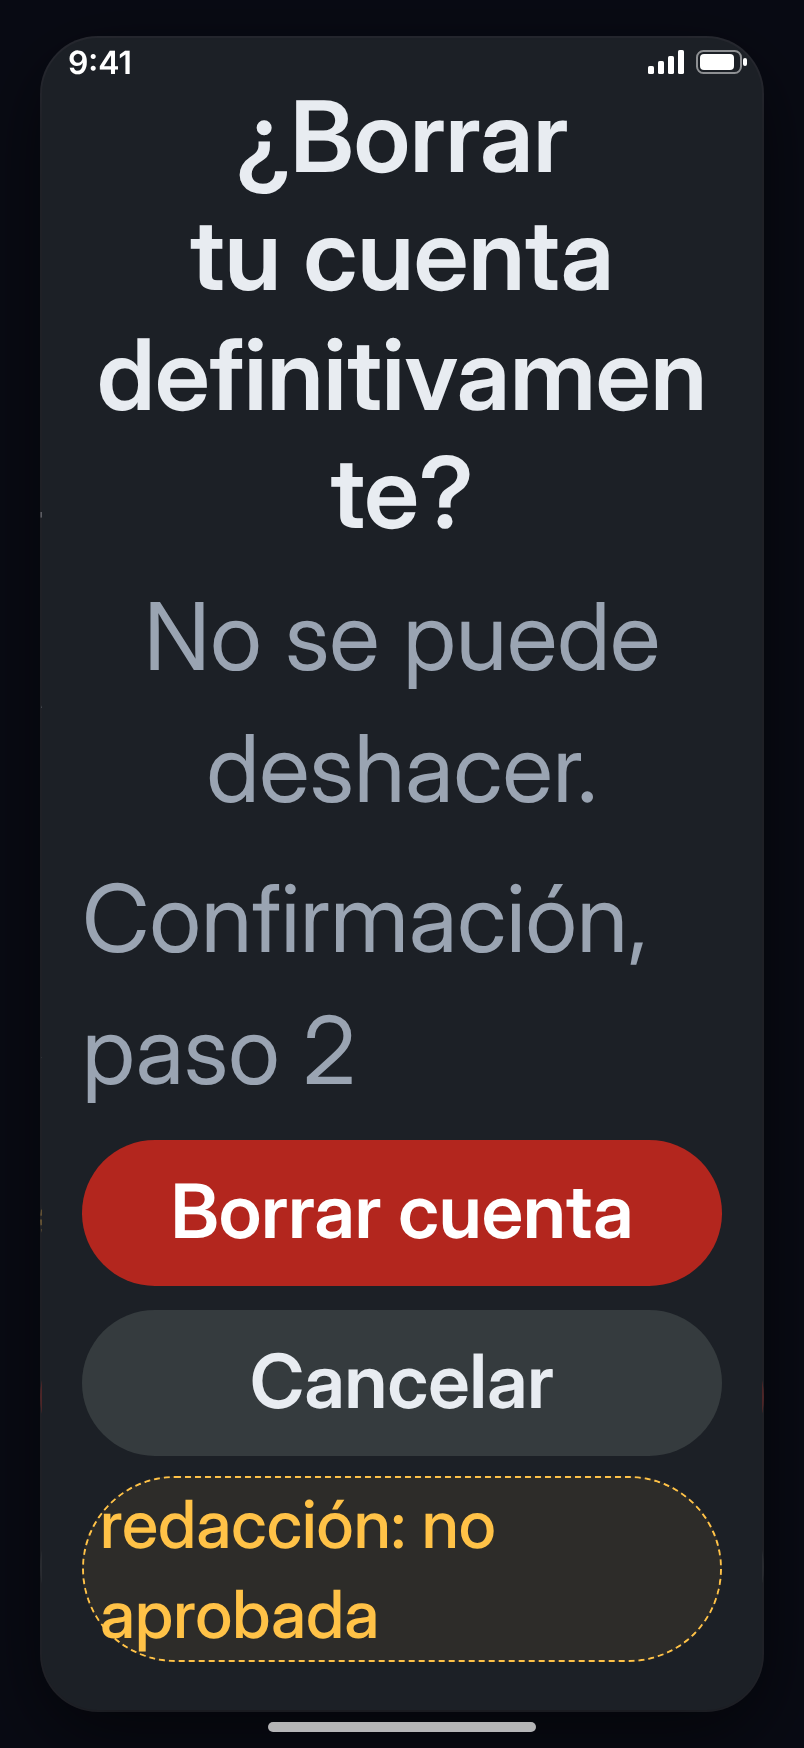 9:41
¿Borrar
tu cuenta
definitivamen
te?
No se puede
deshacer.
Confirmación,
paso 2
Borrar cuenta
Cancelar
redacción: no
aprobada